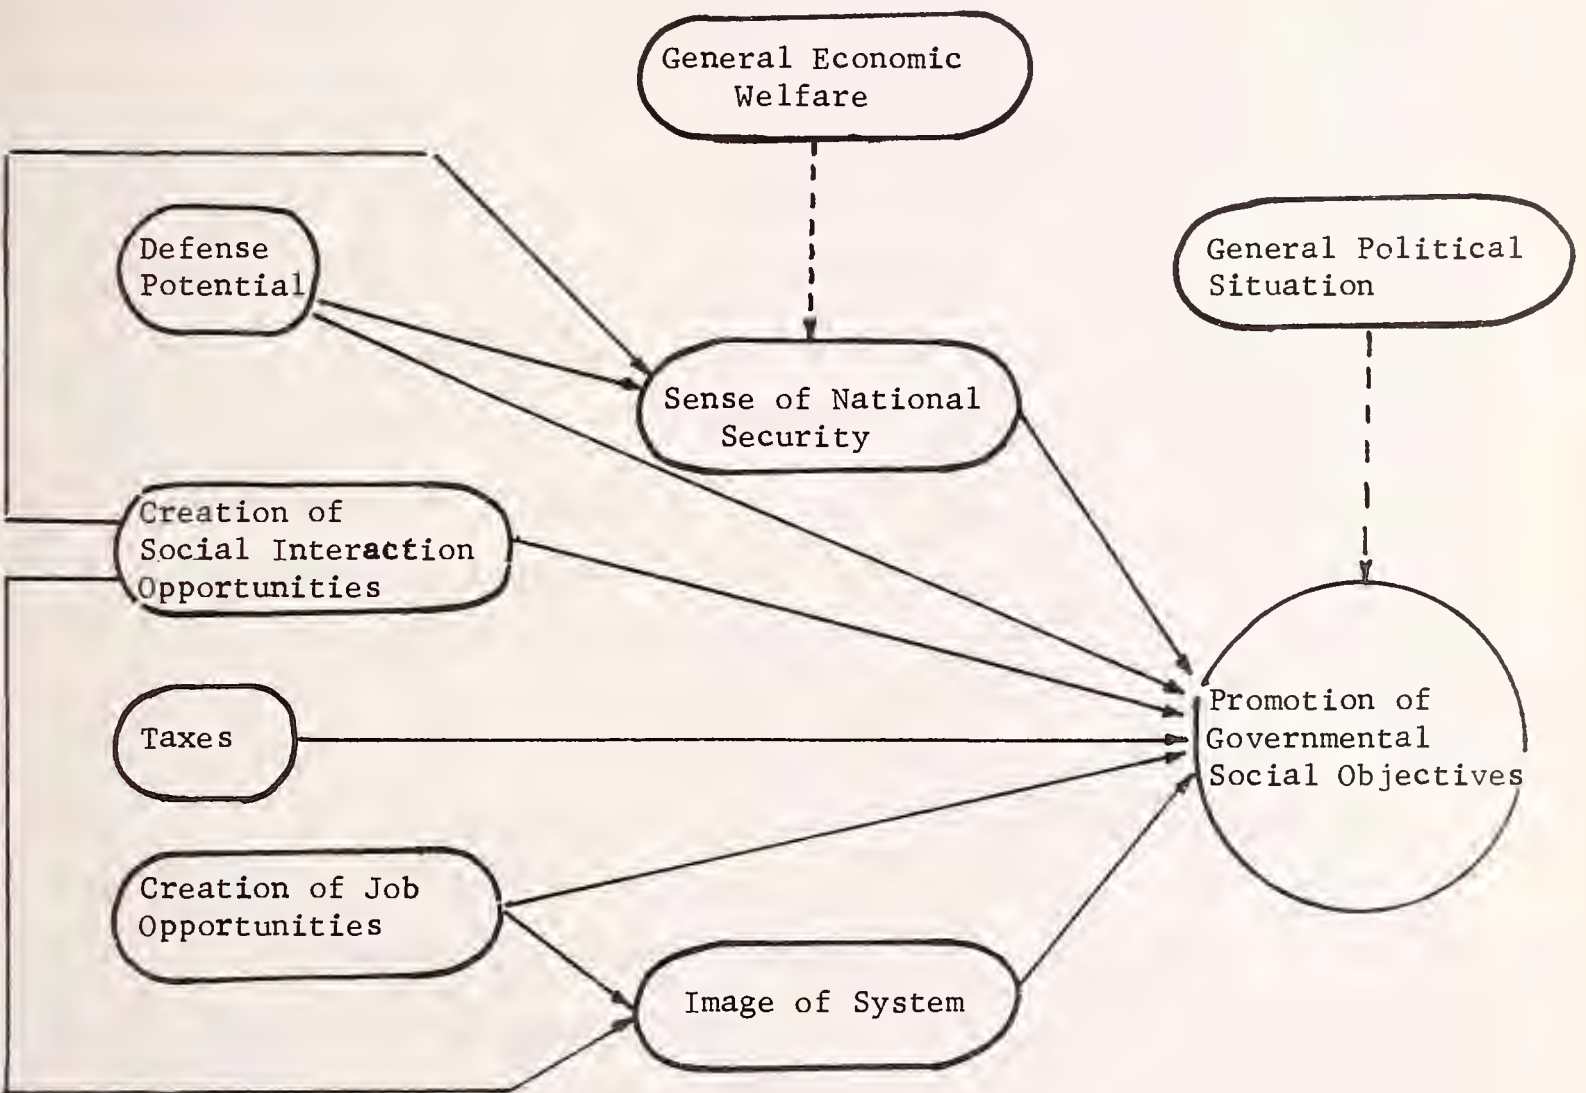 General Economic
Welfare
Defense
Potential
General Political
Situation
Sense of National
Security
Creation of
Social Interaction
Opportunities
Taxes
Promotion of
Governmental
Social Objectives
Creation of Job
Opportunities
Image of System